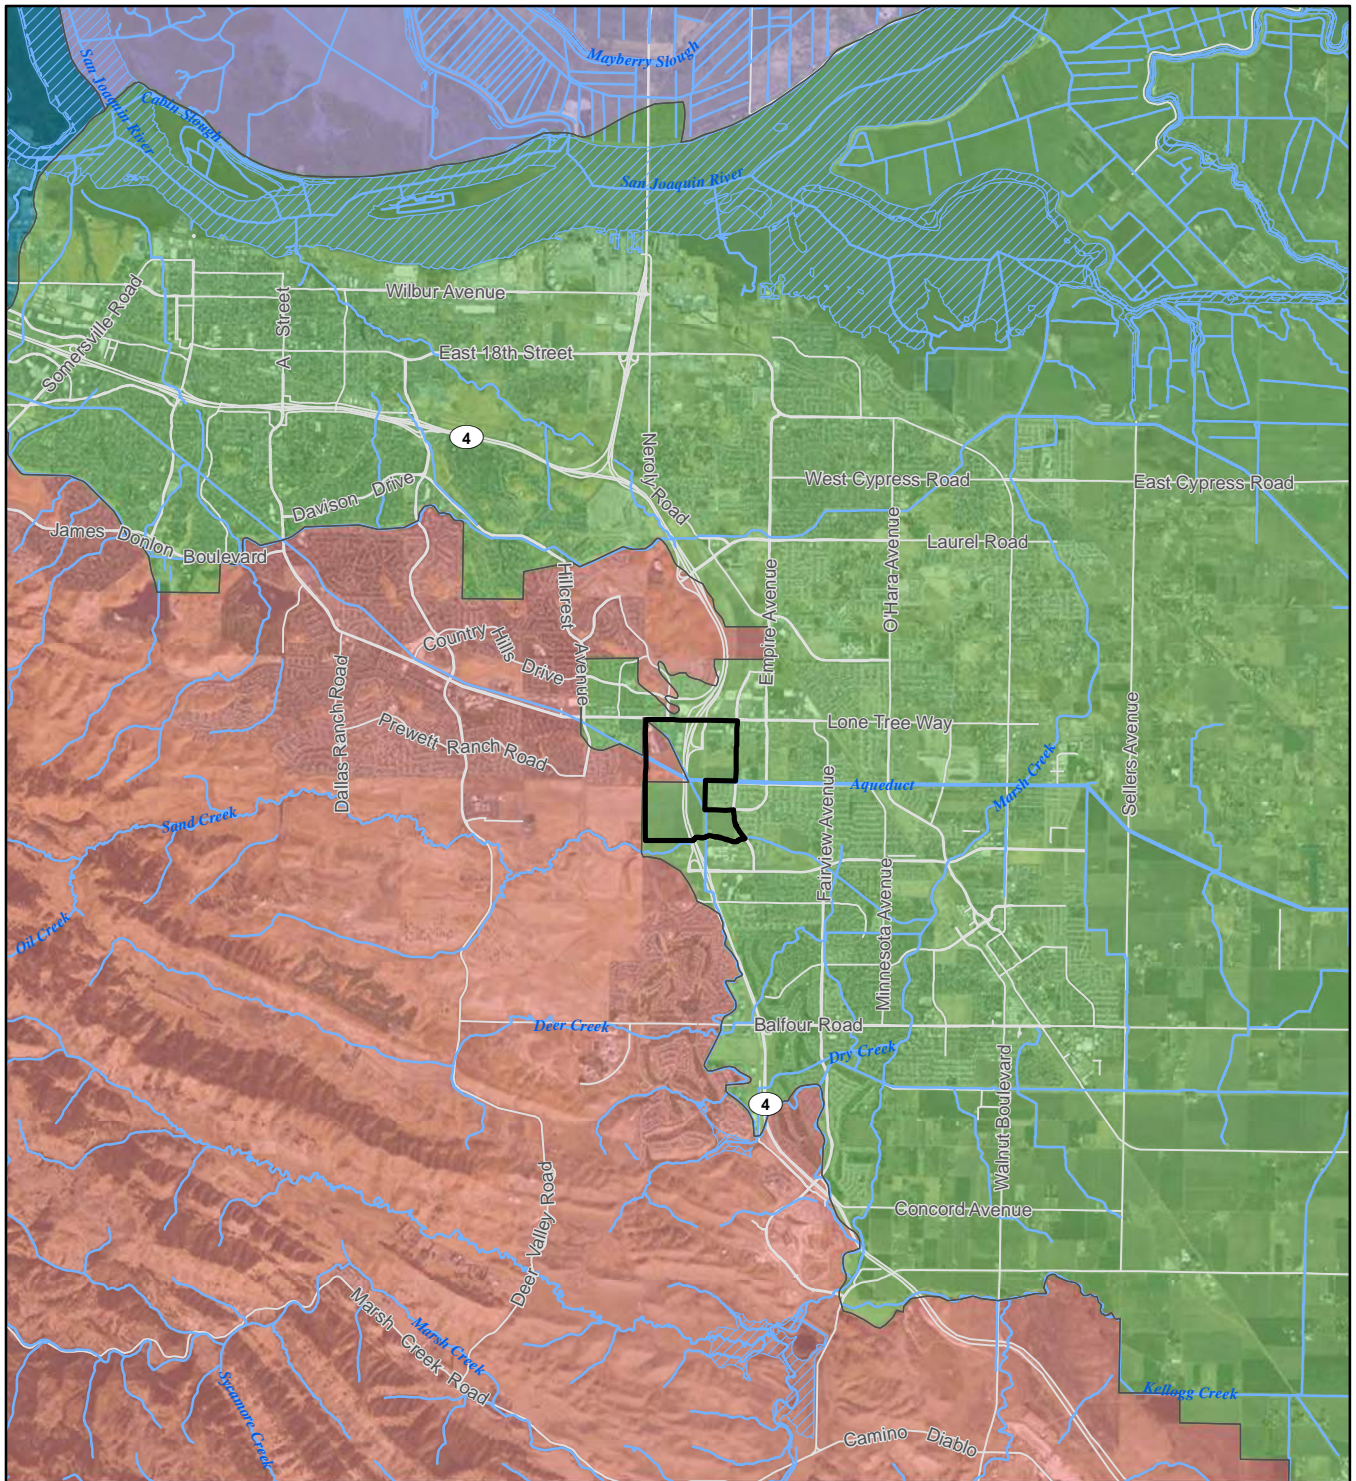 Mayberry Slough
San Joaquin River
Cabin Slough
San Joaquin River
Somersville Road
A Street
Wilbur Avenue
East 18th Street
4
Neroly Road
West Cypress Road
East Cypress Road
Davison Drive
James Donlon Boulevard
O'Hara Avenue
Laurel Road
Hillcrest Avenue
Empire Avenue
Country Hills Drive
Dallas Ranch Road
Prewett Ranch Road
Lone Tree Way
Sellers Avenue
Marsh Creek
Aqueduct
Sand Creek
Fairview Avenue
Minnesota Avenue
Oil Creek
Deer Creek
Balfour Road
Dry Creek
4
Walnut Boulevard
Deer Valley Road
Concord Avenue
Marsh Creek Road
Marsh Creek
Sycamore Creek
Kellogg Creek
Camino Diablo